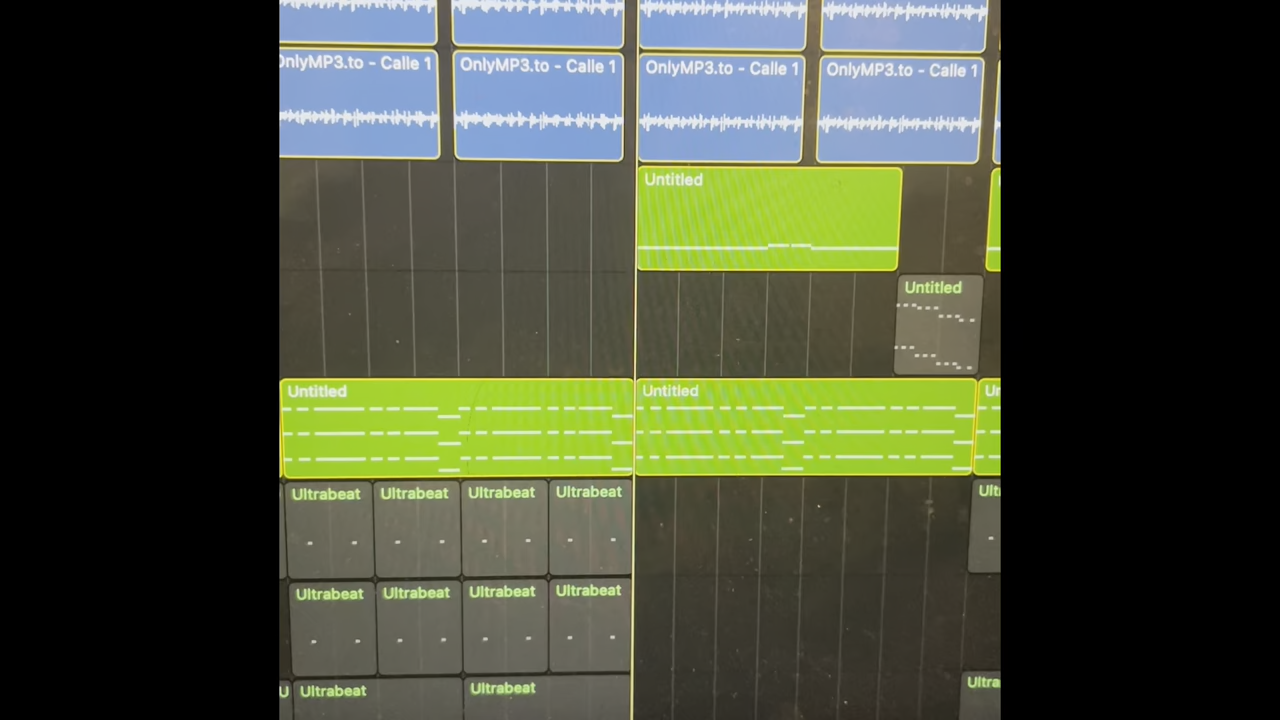 OnlyMP3.to - Calle 1 OnlyMP3.to - Calle 1 OnlyMP3.to - Calle 1 OnlyMP3.to - Calle 1
Untitled
Untitled
Untitled Untitled
Ultrabeat Ultrabeat Ultrabeat Ultrabeat
Ultrabeat Ultrabeat Ultrabeat Ultrabeat
Ultrabeat Ultrabeat